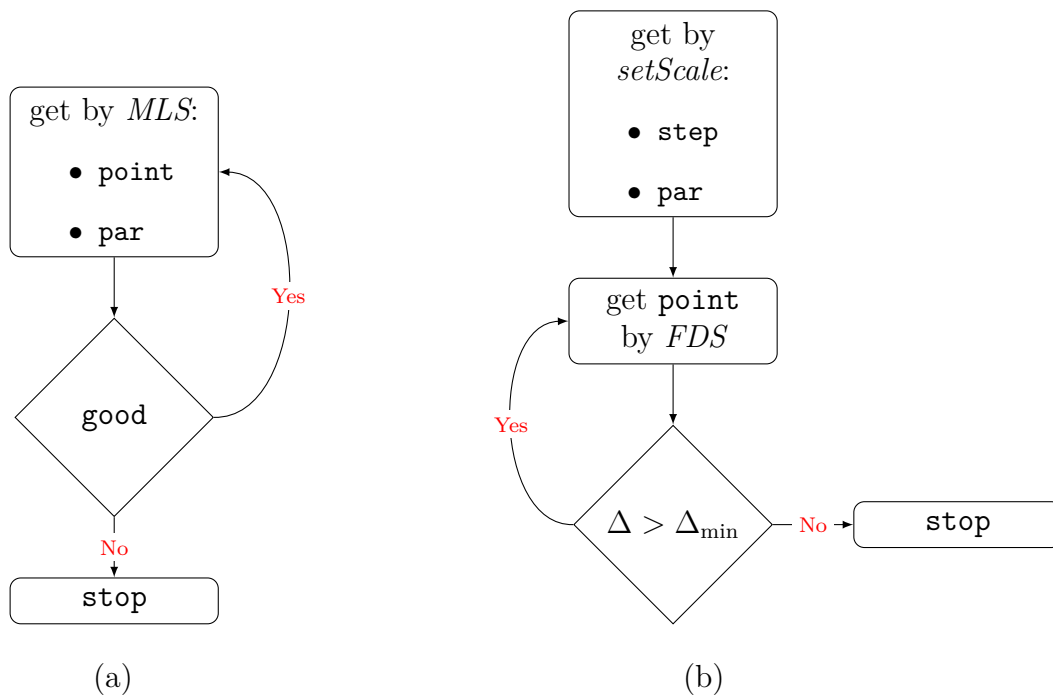 get by MLS:
• point
• par
Yes
good
No
stop
(a)
get by
setScale:
• step
• par
get point
by FDS
Yes
Δ > Δmin
No
stop
(b)